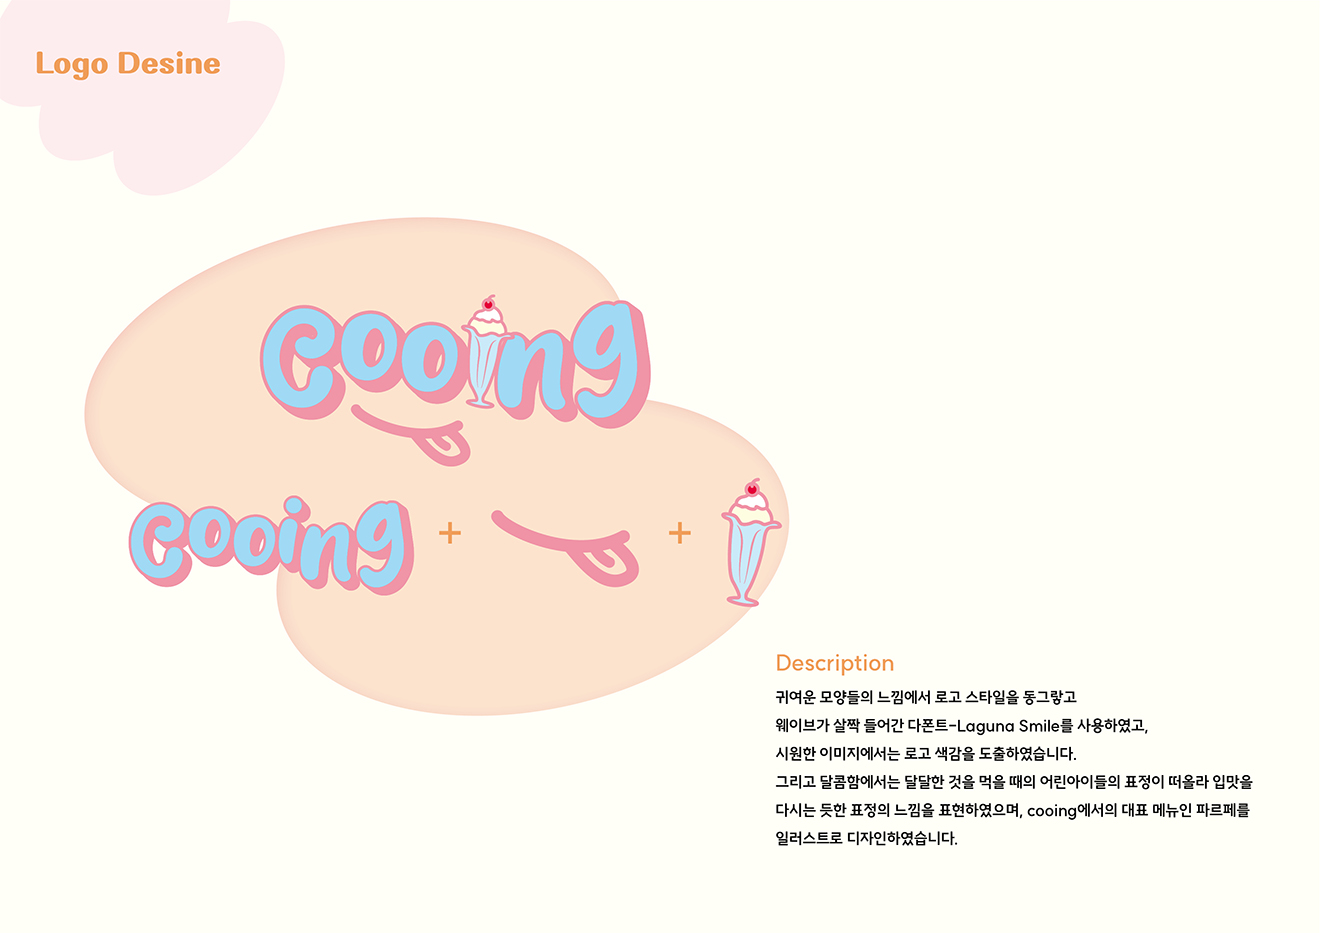 Logo Desine
Cooing
Cooing + +
Description
귀여운 모양들의 느낌에서 로고 스타일을 동그랗고
웨이브가 살짝 들어간 다폰트-Laguna Smile를 사용하였고,
시원한 이미지에서는 로고 색감을 도출하였습니다.
그리고 달콤함에서는 달달한 것을 먹을 때의 어린아이들의 표정이 떠올라 입맛을
다시는 듯한 표정의 느낌을 표현하였으며, cooing에서의 대표 메뉴인 파르페를
일러스트로 디자인하였습니다.